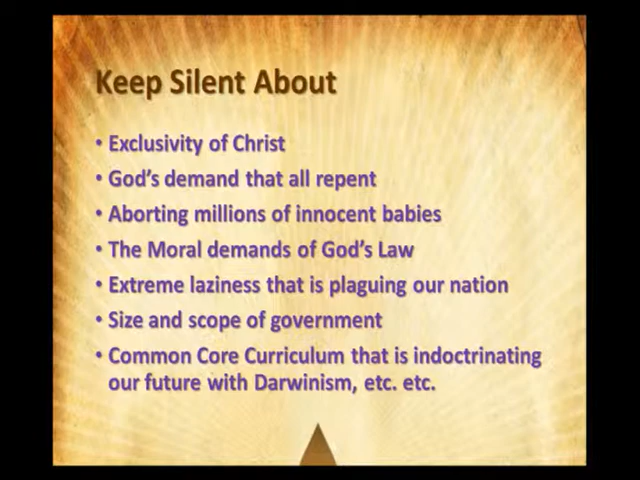 Keep Silent About
• Exclusivity of Christ
• God's demand that all repent
• Aborting millions of innocent babies
• The Moral demands of God's Law
• Extreme laziness that is plaguing our nation
• Size and scope of government
• Common Core Curriculum that is indoctrinating
our future with Darwinism, etc. etc.